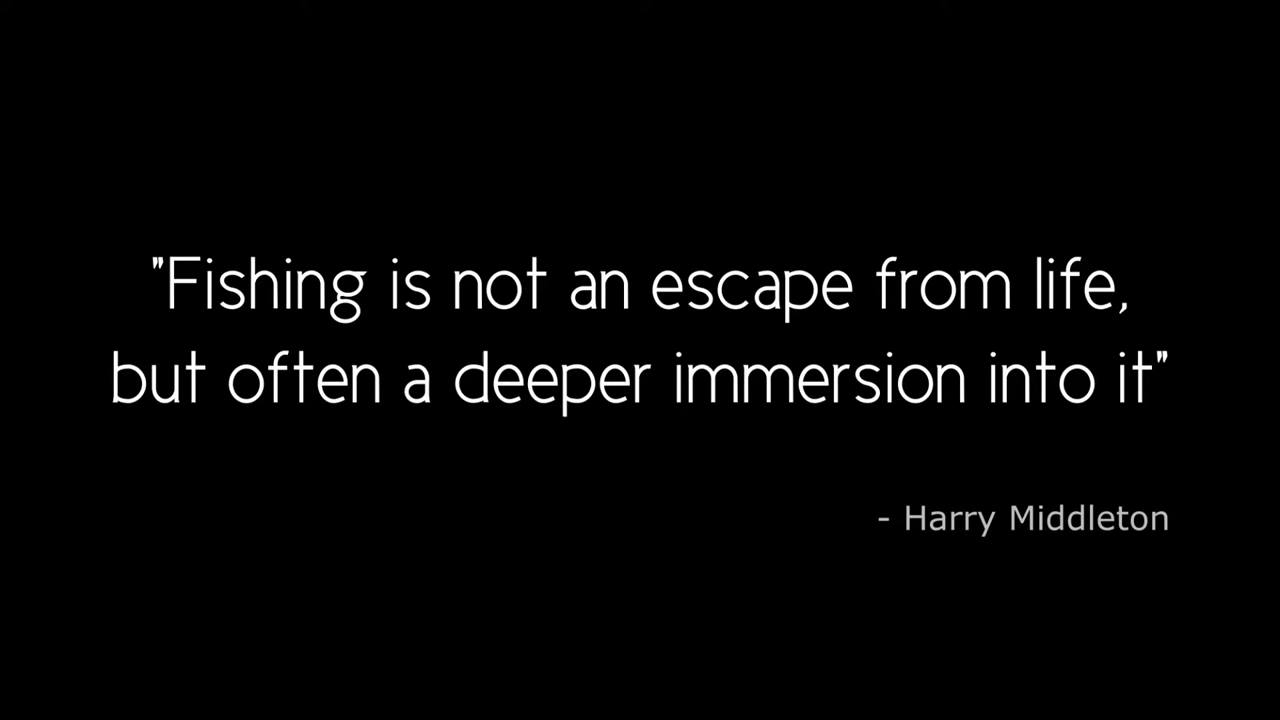 "Fishing is not an escape from life,
but often a deeper immersion into it"
- Harry Middleton